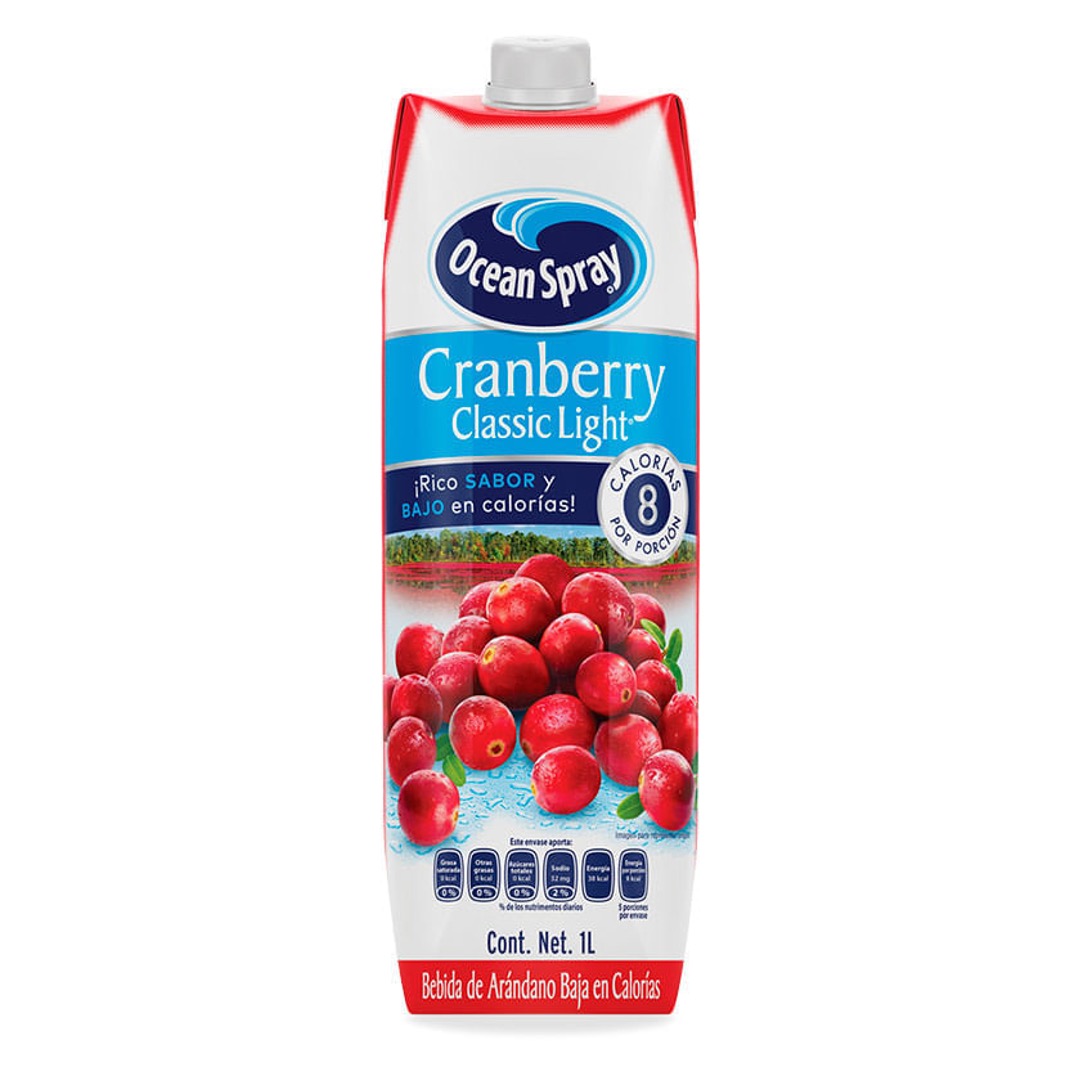 Ocean Spray
Cranberry
Classic Light®
¡Rico SABOR y
BAJO en calorías!
CALORÍAS
8
POR PORCIÓN
Este envase aporta:
Grasa saturada 0 kcal 0 %
Otras grasas 0 kcal 0 %
Azúcares totales 0 kcal 0 %
Sodio 32 mg 2 %
Energía 38 kcal
Energía por porción 8 kcal
% de los nutrimentos diarios
5 porciones
por envase
Cont. Net. 1L
Bebida de Arándano Baja en Calorías